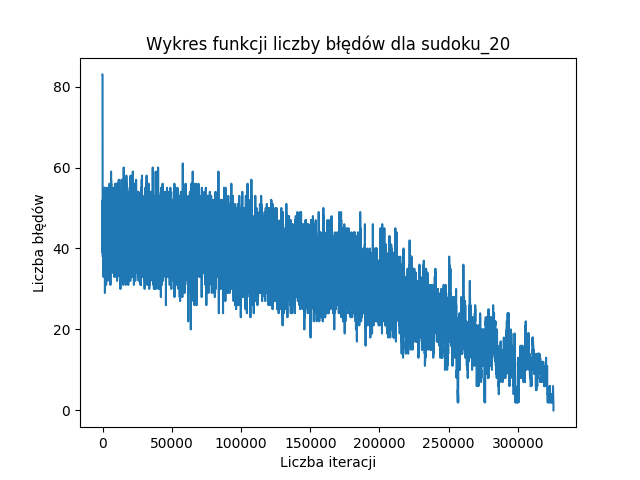 Wykres funkcji liczby błędów dla sudoku_20
80
60
40
20
0
Liczba błędów
0 50000 100000 150000 200000 250000 300000
Liczba iteracji